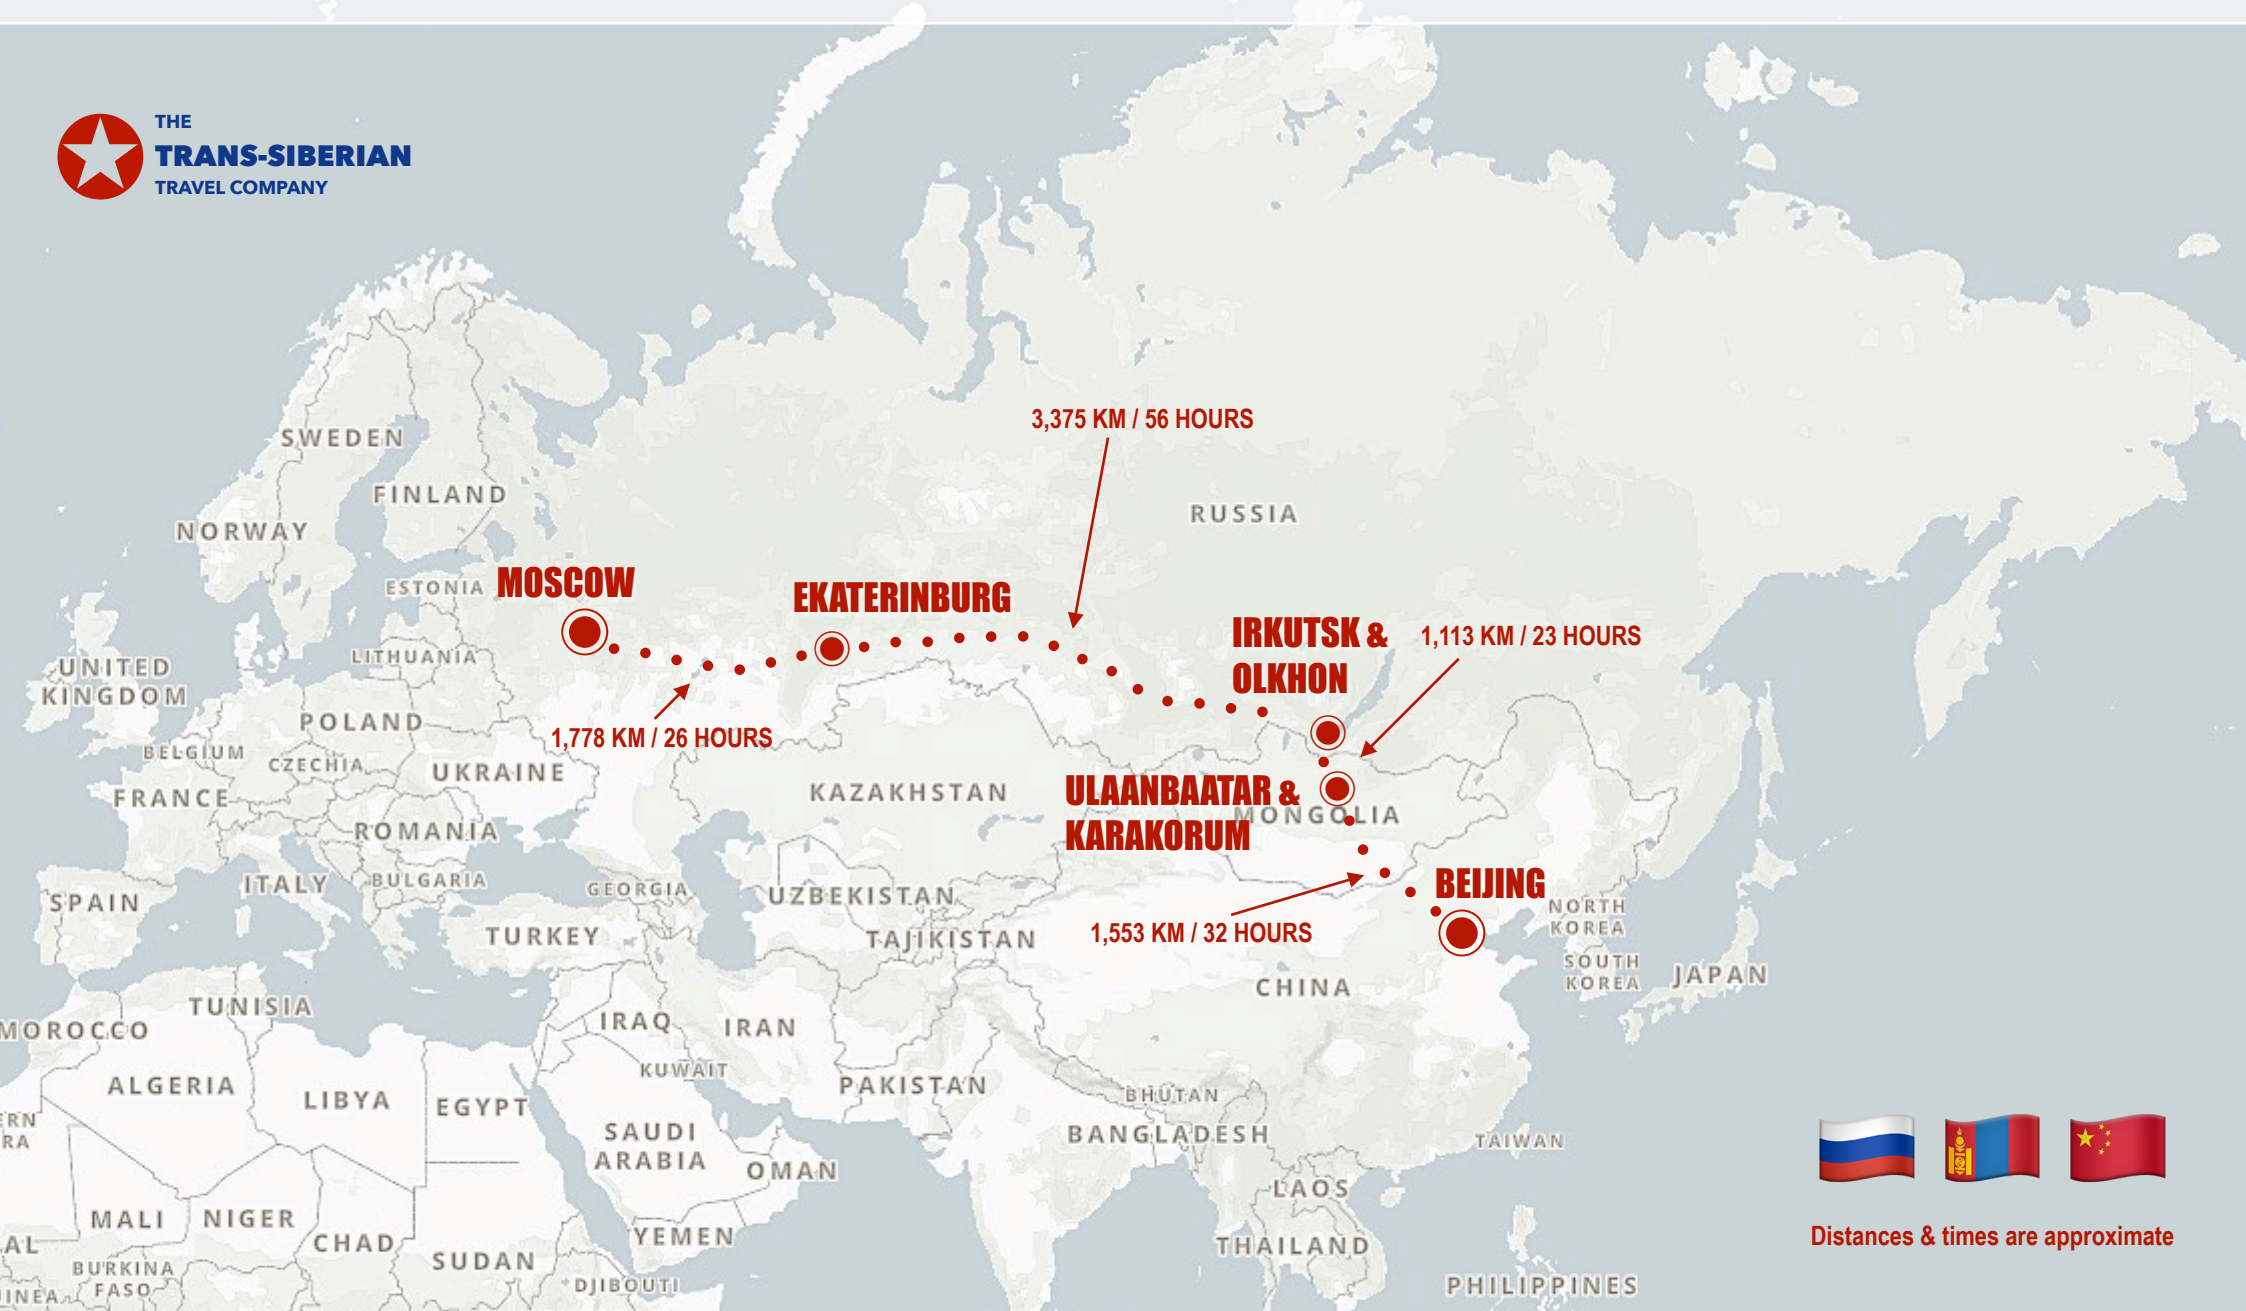 THE
TRANS-SIBERIAN
TRAVEL COMPANY
3,375 KM / 56 HOURS
SWEDEN
FINLAND
NORWAY
RUSSIA
ESTONIA
MOSCOW
EKATERINBURG
IRKUTSK &
OLKHON
1,113 KM / 23 HOURS
LITHUANIA
UNITED
KINGDOM
POLAND
1,778 KM / 26 HOURS
BELGIUM
CZECHIA
UKRAINE
FRANCE
KAZAKHSTAN
ULAANBAATAR &
KARAKORUM
MONGOLIA
ROMANIA
ITALY
BULGARIA
GEORGIA
UZBEKISTAN
BEIJING
SPAIN
NORTH
KOREA
TURKEY
TAJIKISTAN
1,553 KM / 32 HOURS
SOUTH
KOREA
JAPAN
CHINA
TUNISIA
MOROCCO
IRAQ
IRAN
KUWAIT
ALGERIA
LIBYA
EGYPT
PAKISTAN
BHUTAN
ERN
RA
SAUDI
ARABIA
OMAN
BANGLADESH
TAIWAN
LAOS
MALI
NIGER
CHAD
YEMEN
AL
SUDAN
THAILAND
Distances & times are approximate
BURKINA
FASO
INEA
DJIBOUTI
PHILIPPINES